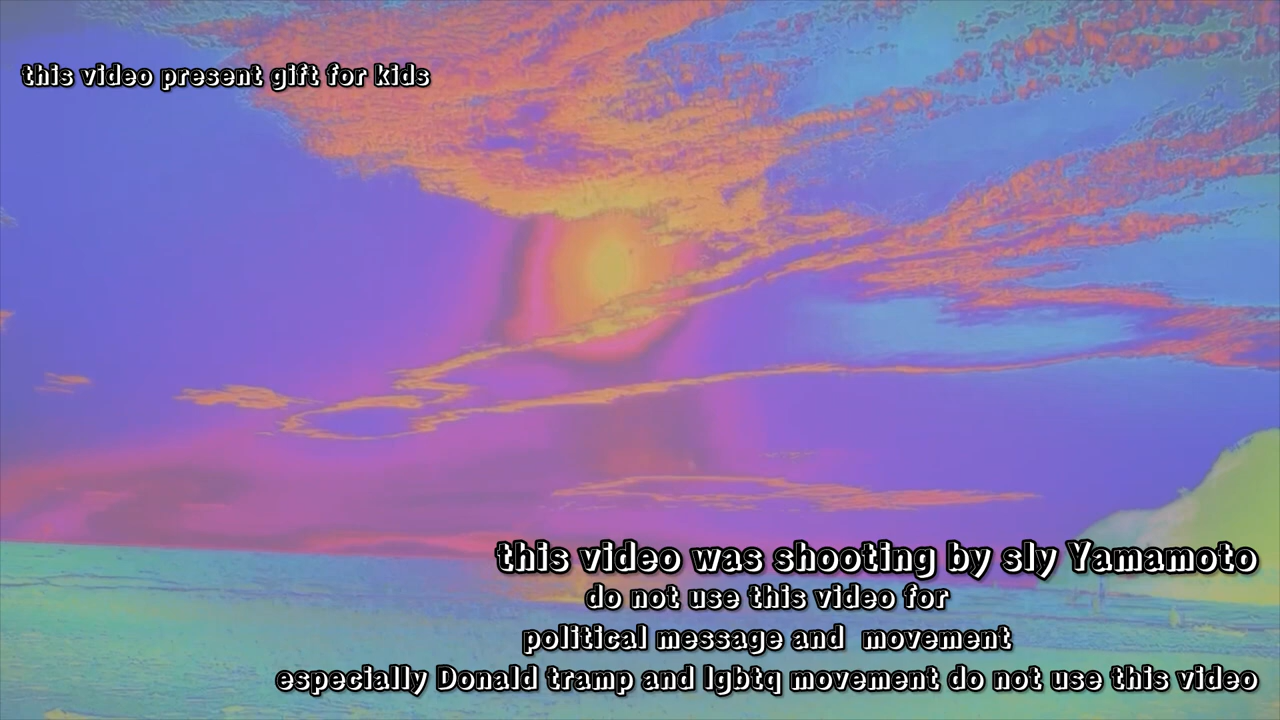 this video present gift for kids
this video was shooting by sly Yamamoto
do not use this video for
political message and movement
especially Donald tramp and lgbtq movement do not use this video